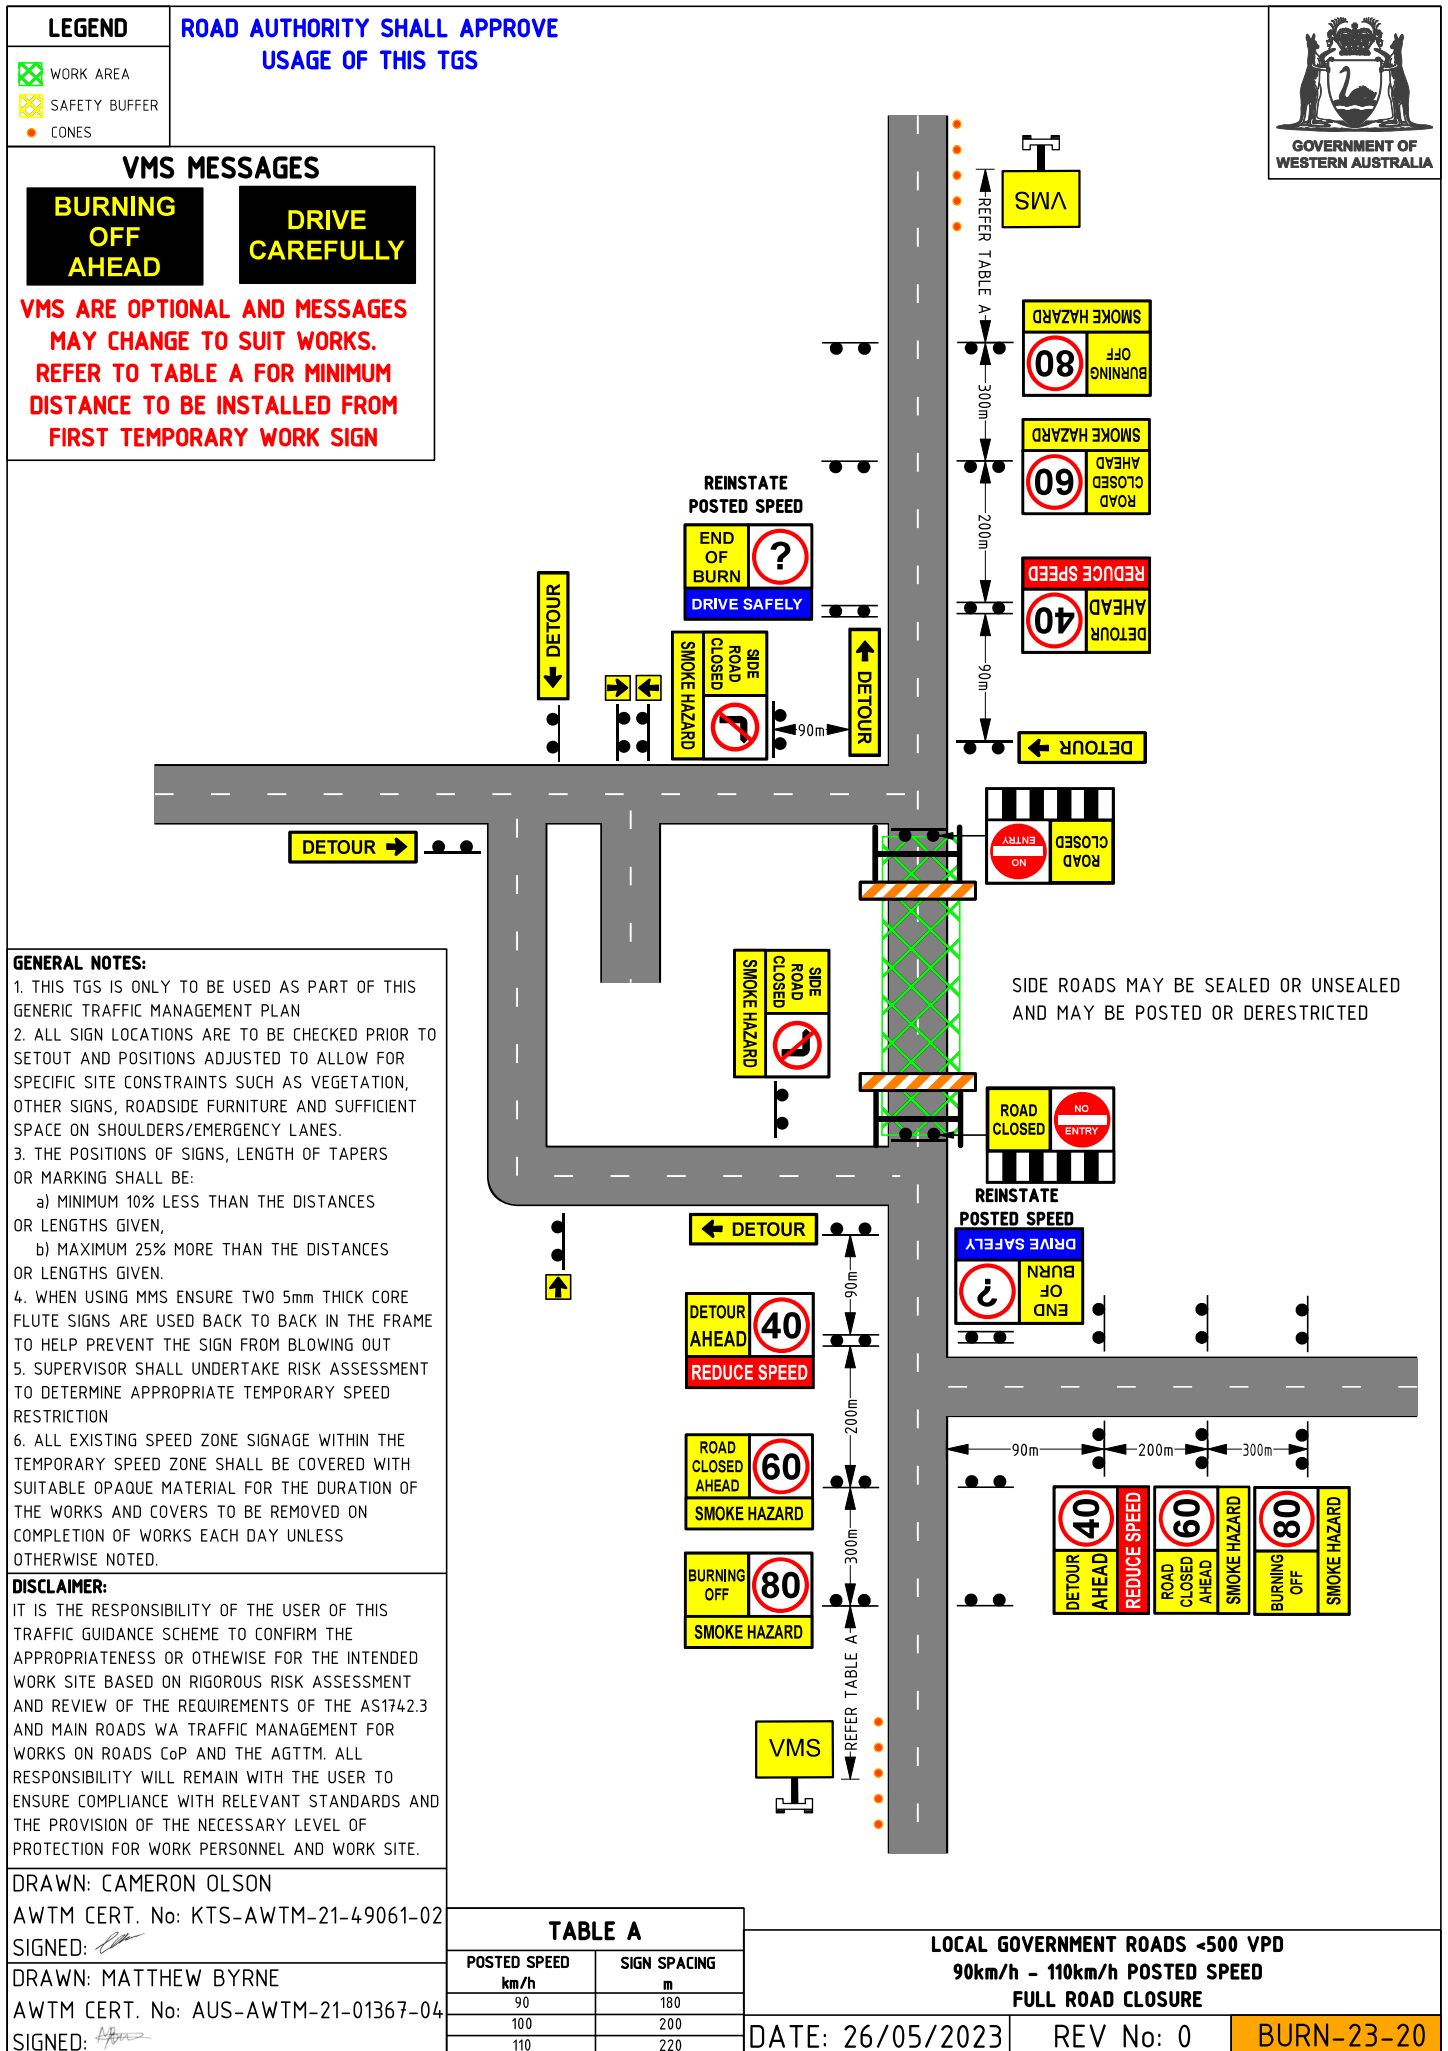 LEGEND
WORK AREA
SAFETY BUFFER
CONES
ROAD AUTHORITY SHALL APPROVE
USAGE OF THIS TGS
GOVERNMENT OF
WESTERN AUSTRALIA
VMS MESSAGES
BURNING
OFF
AHEAD
DRIVE
CAREFULLY
VMS ARE OPTIONAL AND MESSAGES
MAY CHANGE TO SUIT WORKS.
REFER TO TABLE A FOR MINIMUM
DISTANCE TO BE INSTALLED FROM
FIRST TEMPORARY WORK SIGN
VMS
REFER TABLE A
SMOKE HAZARD
80
BURNING
OFF
300m
SMOKE HAZARD
60
ROAD
CLOSED
AHEAD
200m
REDUCE SPEED
40
DETOUR
AHEAD
90m
DETOUR
REINSTATE
POSTED SPEED
END
OF
BURN
?
DRIVE SAFELY
DETOUR
SIDE
ROAD
CLOSED
SMOKE HAZARD
90m
DETOUR
DETOUR
NO
ENTRY
ROAD
CLOSED
SIDE
ROAD
CLOSED
SMOKE HAZARD
SIDE ROADS MAY BE SEALED OR UNSEALED
AND MAY BE POSTED OR DERESTRICTED
ROAD
CLOSED
NO
ENTRY
REINSTATE
POSTED SPEED
DRIVE SAFELY
?
END
OF
BURN
DETOUR
90m
DETOUR
AHEAD
40
REDUCE SPEED
200m
ROAD
CLOSED
AHEAD
60
SMOKE HAZARD
300m
BURNING
OFF
80
SMOKE HAZARD
REFER TABLE A
VMS
90m
200m
300m
40
DETOUR
AHEAD
REDUCE SPEED
60
ROAD
CLOSED
AHEAD
SMOKE HAZARD
80
BURNING
OFF
SMOKE HAZARD
GENERAL NOTES:
1. THIS TGS IS ONLY TO BE USED AS PART OF THIS
GENERIC TRAFFIC MANAGEMENT PLAN
2. ALL SIGN LOCATIONS ARE TO BE CHECKED PRIOR TO
SETOUT AND POSITIONS ADJUSTED TO ALLOW FOR
SPECIFIC SITE CONSTRAINTS SUCH AS VEGETATION,
OTHER SIGNS, ROADSIDE FURNITURE AND SUFFICIENT
SPACE ON SHOULDERS/EMERGENCY LANES.
3. THE POSITIONS OF SIGNS, LENGTH OF TAPERS
OR MARKING SHALL BE:
a) MINIMUM 10% LESS THAN THE DISTANCES
OR LENGTHS GIVEN,
b) MAXIMUM 25% MORE THAN THE DISTANCES
OR LENGTHS GIVEN.
4. WHEN USING MMS ENSURE TWO 5mm THICK CORE
FLUTE SIGNS ARE USED BACK TO BACK IN THE FRAME
TO HELP PREVENT THE SIGN FROM BLOWING OUT
5. SUPERVISOR SHALL UNDERTAKE RISK ASSESSMENT
TO DETERMINE APPROPRIATE TEMPORARY SPEED
RESTRICTION
6. ALL EXISTING SPEED ZONE SIGNAGE WITHIN THE
TEMPORARY SPEED ZONE SHALL BE COVERED WITH
SUITABLE OPAQUE MATERIAL FOR THE DURATION OF
THE WORKS AND COVERS TO BE REMOVED ON
COMPLETION OF WORKS EACH DAY UNLESS
OTHERWISE NOTED.
DISCLAIMER:
IT IS THE RESPONSIBILITY OF THE USER OF THIS
TRAFFIC GUIDANCE SCHEME TO CONFIRM THE
APPROPRIATENESS OR OTHEWISE FOR THE INTENDED
WORK SITE BASED ON RIGOROUS RISK ASSESSMENT
AND REVIEW OF THE REQUIREMENTS OF THE AS1742.3
AND MAIN ROADS WA TRAFFIC MANAGEMENT FOR
WORKS ON ROADS CoP AND THE AGTTM. ALL
RESPONSIBILITY WILL REMAIN WITH THE USER TO
ENSURE COMPLIANCE WITH RELEVANT STANDARDS AND
THE PROVISION OF THE NECESSARY LEVEL OF
PROTECTION FOR WORK PERSONNEL AND WORK SITE.
DRAWN: CAMERON OLSON
AWTM CERT. No: KTS-AWTM-21-49061-02
SIGNED:
DRAWN: MATTHEW BYRNE
AWTM CERT. No: AUS-AWTM-21-01367-04
SIGNED:
TABLE A
POSTED SPEED SIGN SPACING
km/h m
90 180
100 200
110 220
LOCAL GOVERNMENT ROADS <500 VPD
90km/h - 110km/h POSTED SPEED
FULL ROAD CLOSURE
DATE: 26/05/2023 REV No: 0 BURN-23-20